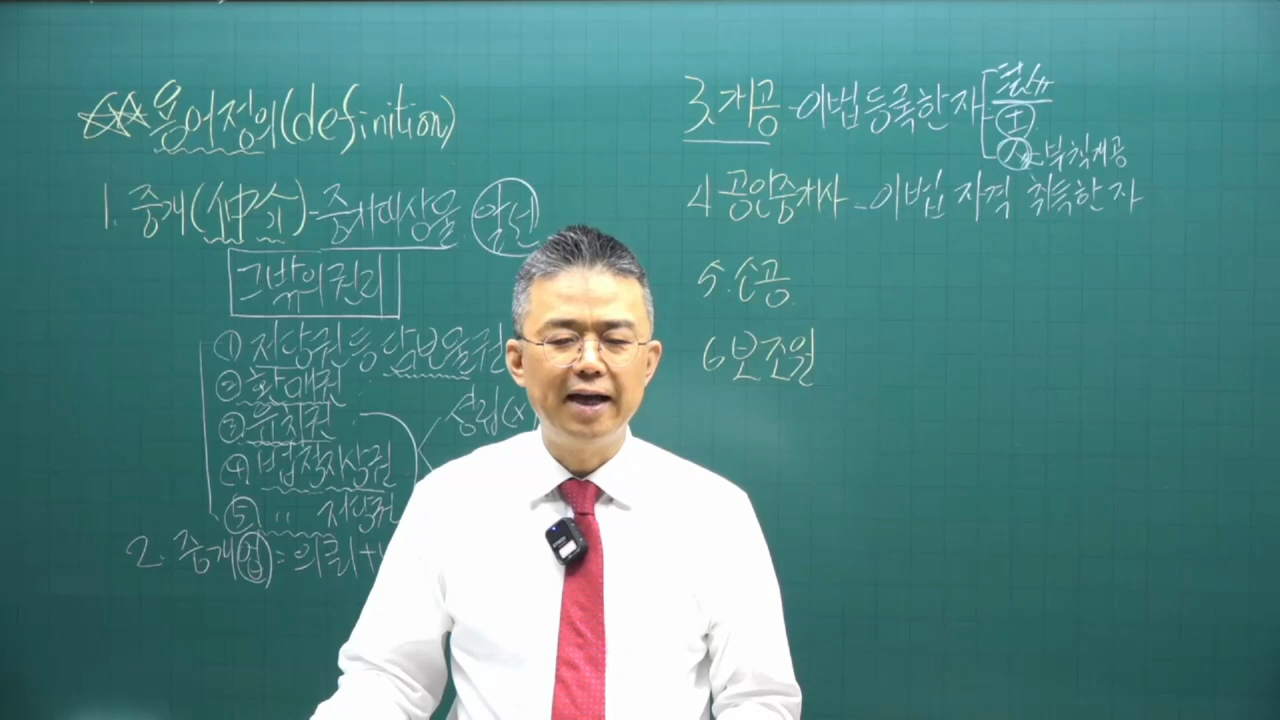 ☆☆ 용어정의(definition)
1. 중개(仲介)-중개대상물 알선
그밖의권리
① 저당권등 담보물권
② 환매권
③ 유치권
성립(x
④ 법정지상권
⑤ 〃 저당권
2. 중개업=의뢰+
3. 개공-이법등록한자
부칙개공
4 공인중개사-이법 자격 취득한자
5. 소공
6 보조원